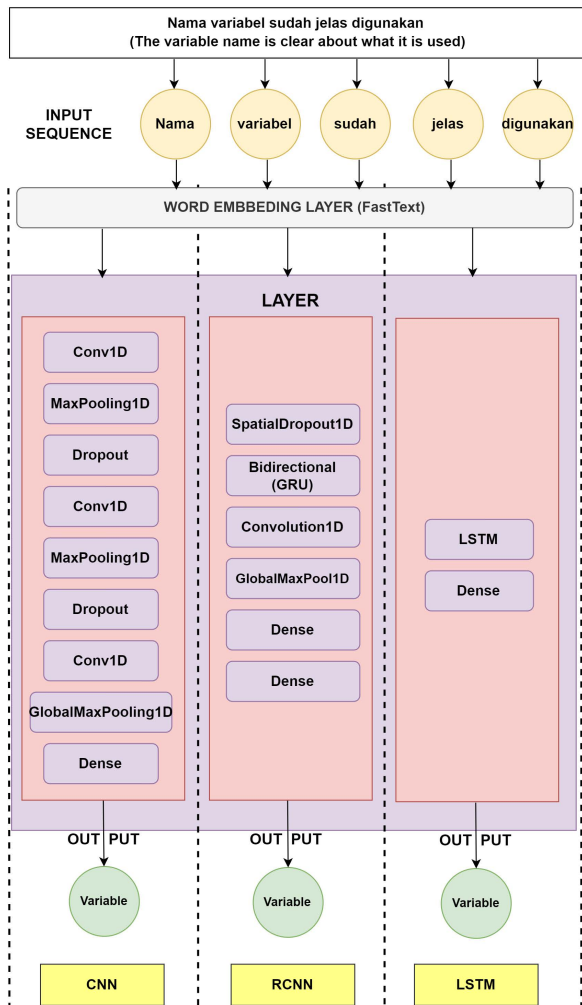 Nama variabel sudah jelas digunakan
(The variable name is clear about what it is used)
INPUT
SEQUENCE
Nama
variabel
sudah
jelas
digunakan
WORD EMBBEDING LAYER (FastText)
LAYER
Conv1D
MaxPooling1D
Dropout
Conv1D
MaxPooling1D
Dropout
Conv1D
GlobalMaxPooling1D
Dense
SpatialDropout1D
Bidirectional
(GRU)
Convolution1D
GlobalMaxPool1D
Dense
Dense
LSTM
Dense
OUT PUT
OUT PUT
OUT PUT
Variable
Variable
Variable
CNN
RCNN
LSTM